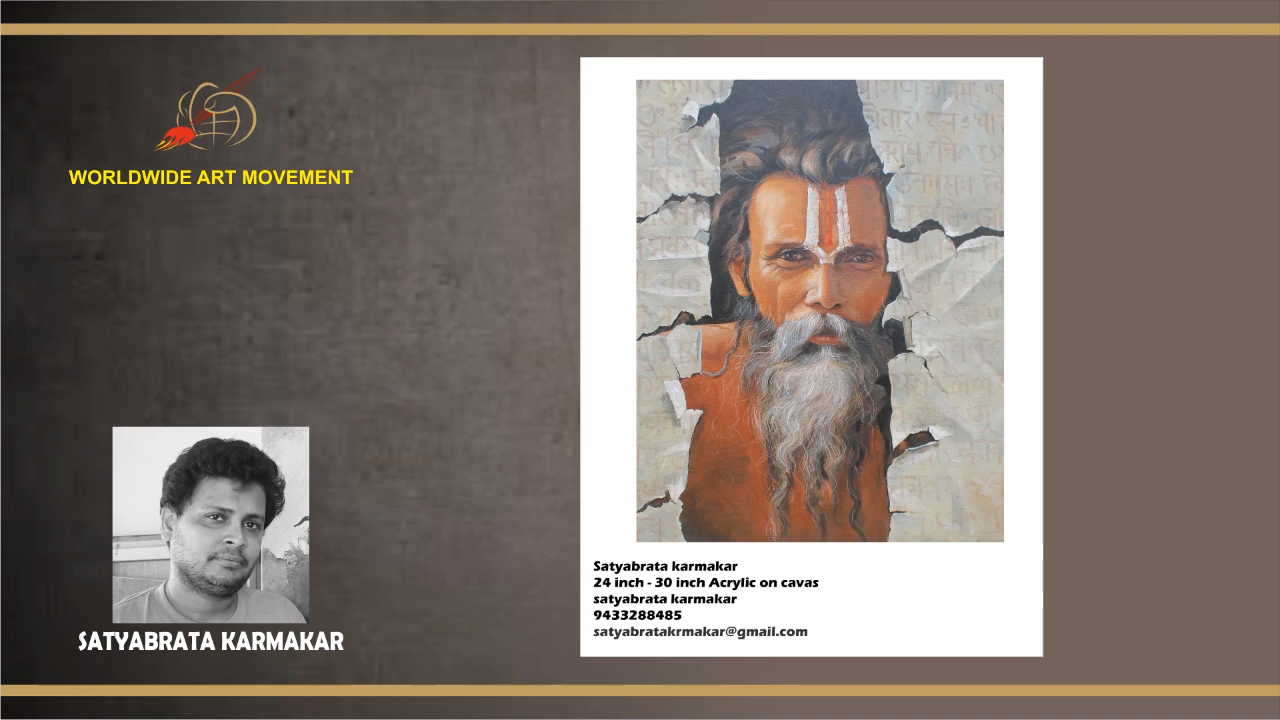 WORLDWIDE ART MOVEMENT
SATYABRATA KARMAKAR
Satyabrata karmakar
24 inch - 30 inch Acrylic on cavas
satyabrata karmakar
9433288485
satyabratakrmakar@gmail.com